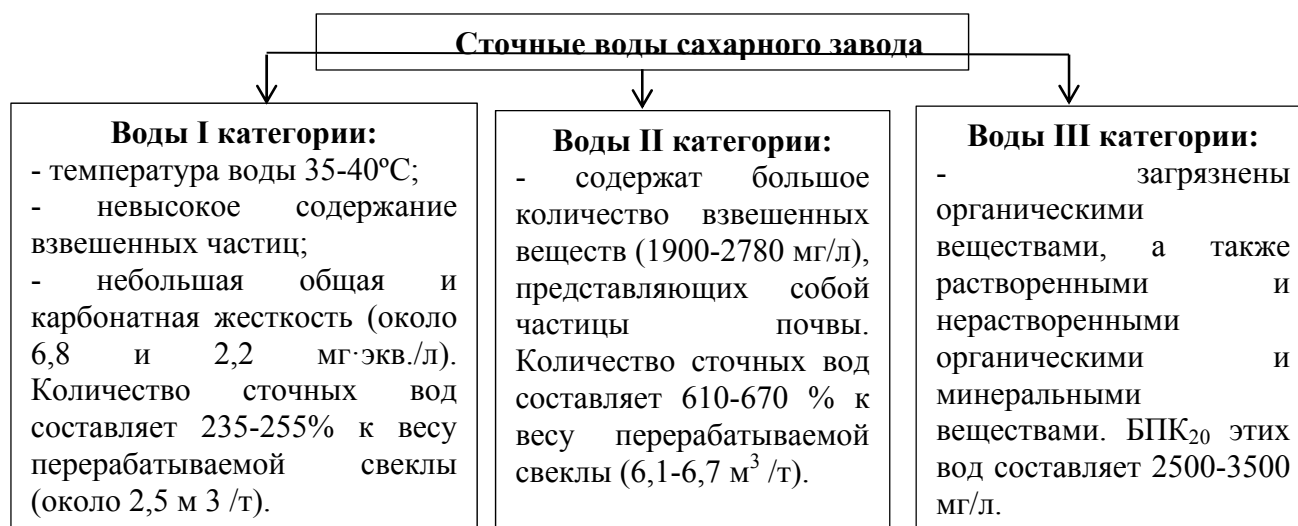 Сточные воды сахарного завода
Воды I категории:
- температура воды 35-40ºС;
- невысокое содержание
взвешенных частиц;
- небольшая общая и
карбонатная жесткость (около
6,8 и 2,2 мг·экв./л).
Количество сточных вод
составляет 235-255% к весу
перерабатываемой свеклы
(около 2,5 м 3 /т).
Воды II категории:
- содержат большое
количество взвешенных
веществ (1900-2780 мг/л),
представляющих собой
частицы почвы.
Количество сточных вод
составляет 610-670 % к
весу перерабатываемой
свеклы (6,1-6,7 м³ /т).
Воды III категории:
- загрязнены
органическими
веществами, а также
растворенными и
нерастворенными
органическими и
минеральными
веществами. БПК₂₀ этих
вод составляет 2500-3500
мг/л.